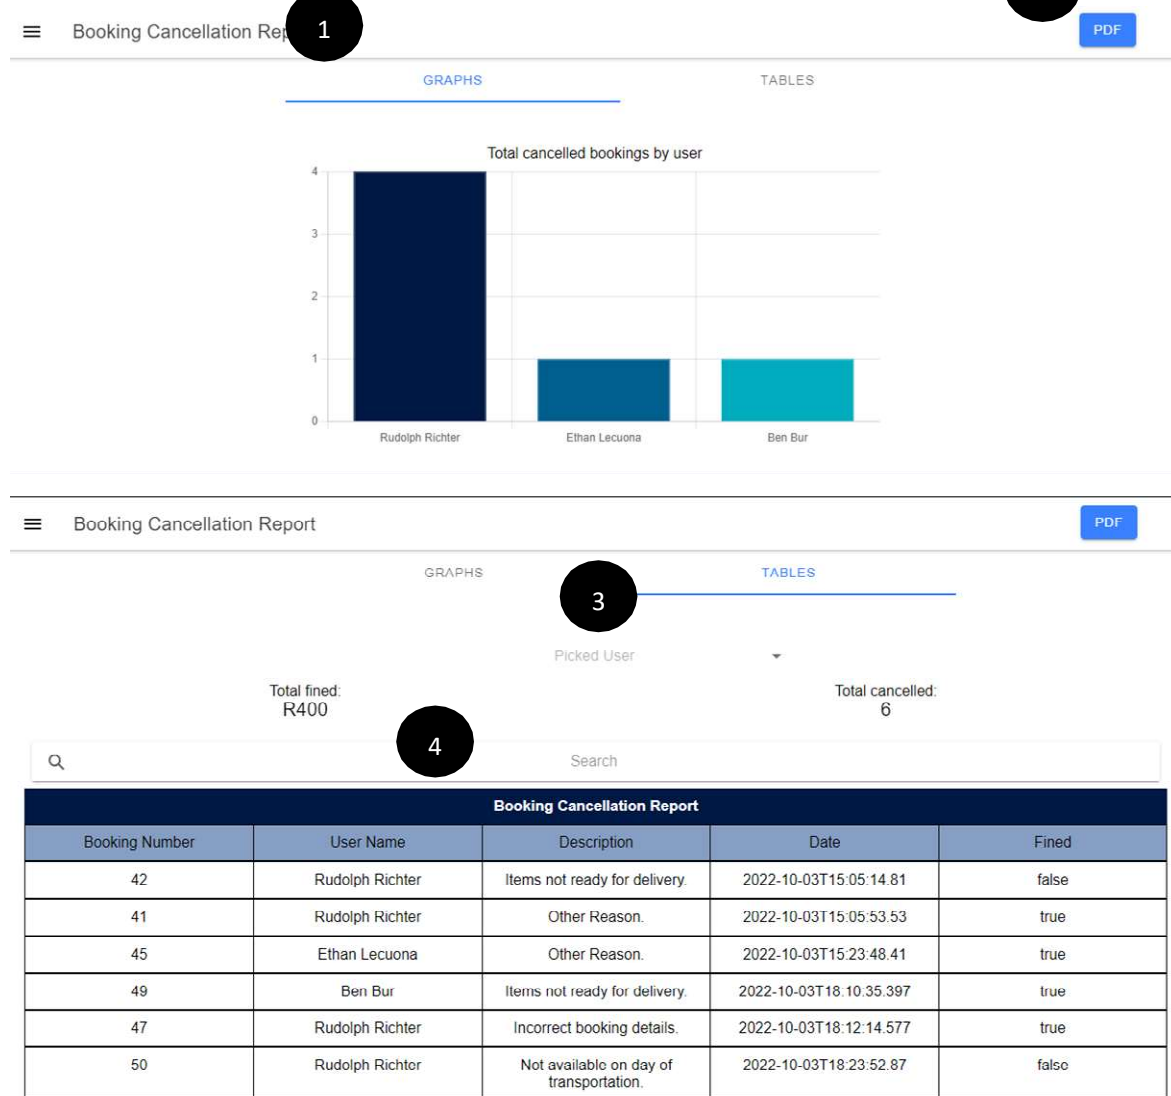 Booking Cancellation Rep
1
PDF
GRAPHS
TABLES
Total cancelled bookings by user
4
3
2
1
0
Rudolph Richter
Ethan Lecuona
Ben Bur
Booking Cancellation Report
PDF
GRAPHS
TABLES
3
Picked User
Total fined:
R400
Total cancelled:
6
4
Search
Booking Cancellation Report
Booking Number User Name Description Date Fined
42 Rudolph Richter Items not ready for delivery. 2022-10-03T15:05:14.81 false
41 Rudolph Richter Other Reason. 2022-10-03T15:05:53.53 true
45 Ethan Lecuona Other Reason. 2022-10-03T15:23:48.41 true
49 Ben Bur Items not ready for delivery. 2022-10-03T18:10:35.397 true
47 Rudolph Richter Incorrect booking details. 2022-10-03T18:12:14.577 true
50 Rudolph Richter Not available on day of 2022-10-03T18:23:52.87 false
transportation.